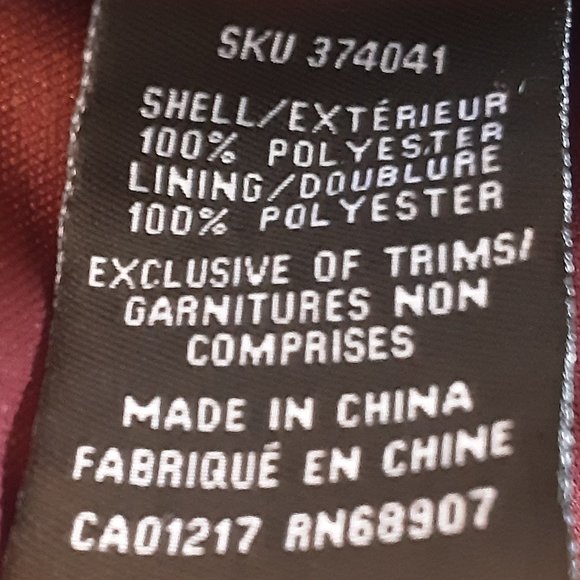 SKU 374041
SHELL/EXTÉRIEUR
100% POLYESTER
LINING/DOUBLURE
100% POLYESTER
EXCLUSIVE OF TRIMS/
GARNITURES NON
COMPRISES
MADE IN CHINA
FABRIQUÉ EN CHINE
CA01217 RN68907